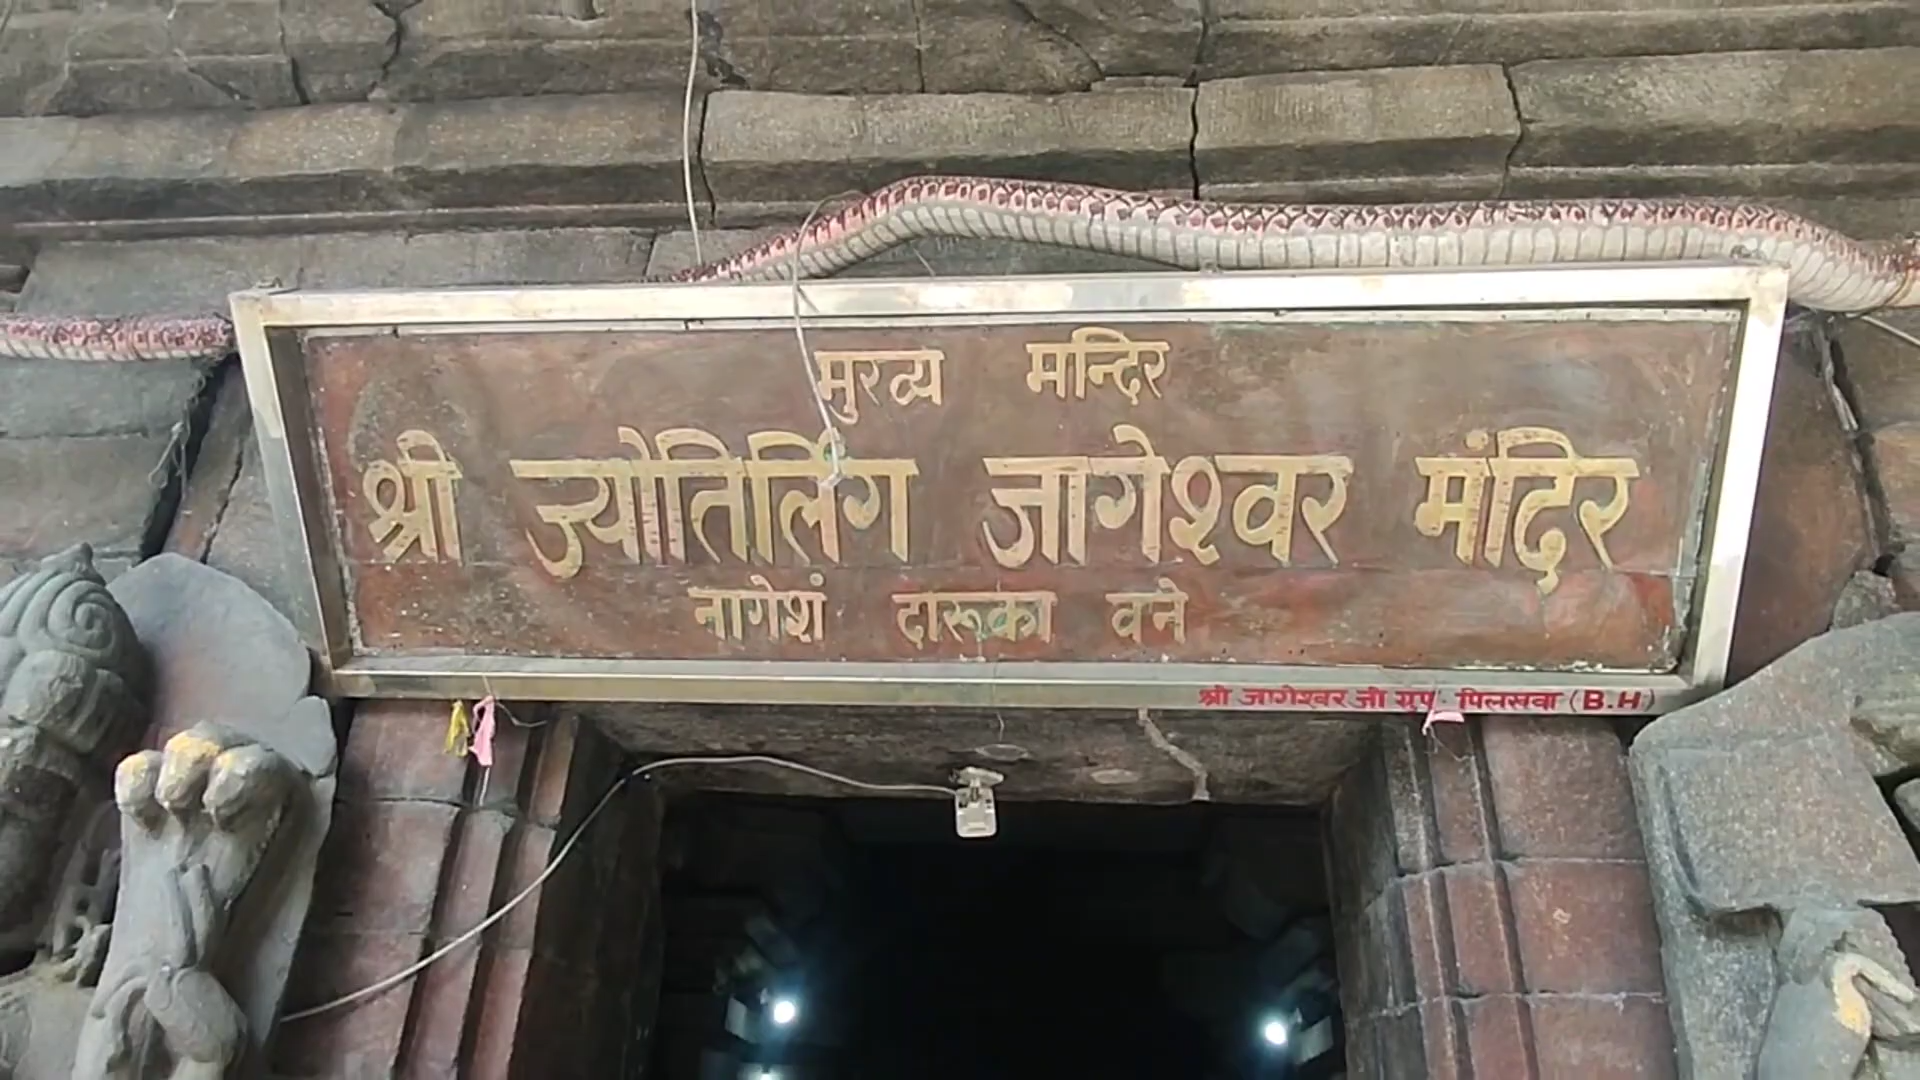 मुख्य मन्दिर
श्री ज्योतिर्लिंग जागेश्वर मंदिर
नागेशं दारूका वने
श्री जागेश्वर जी ग्रुप - पिलखवा (B.H)